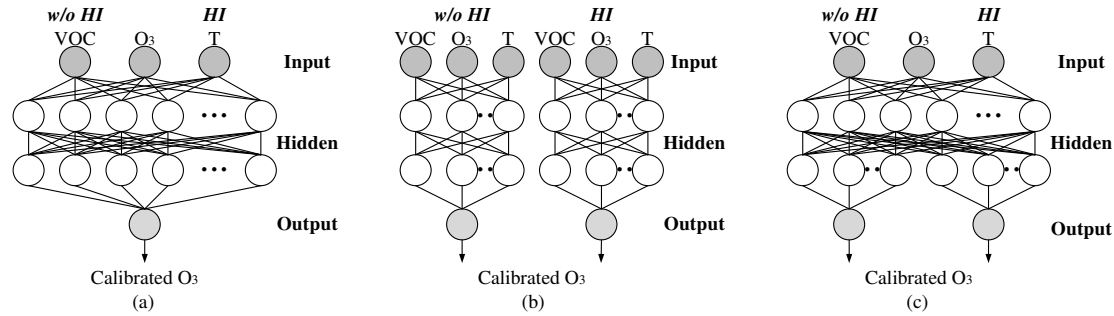 w/o HI HI
VOC O3 T
Input
Hidden
Output
Calibrated O3
(a)
w/o HI HI
VOC O3 T VOC O3 T
Input
Hidden
Output
Calibrated O3
(b)
w/o HI HI
VOC O3 T
Input
Hidden
Output
Calibrated O3
(c)